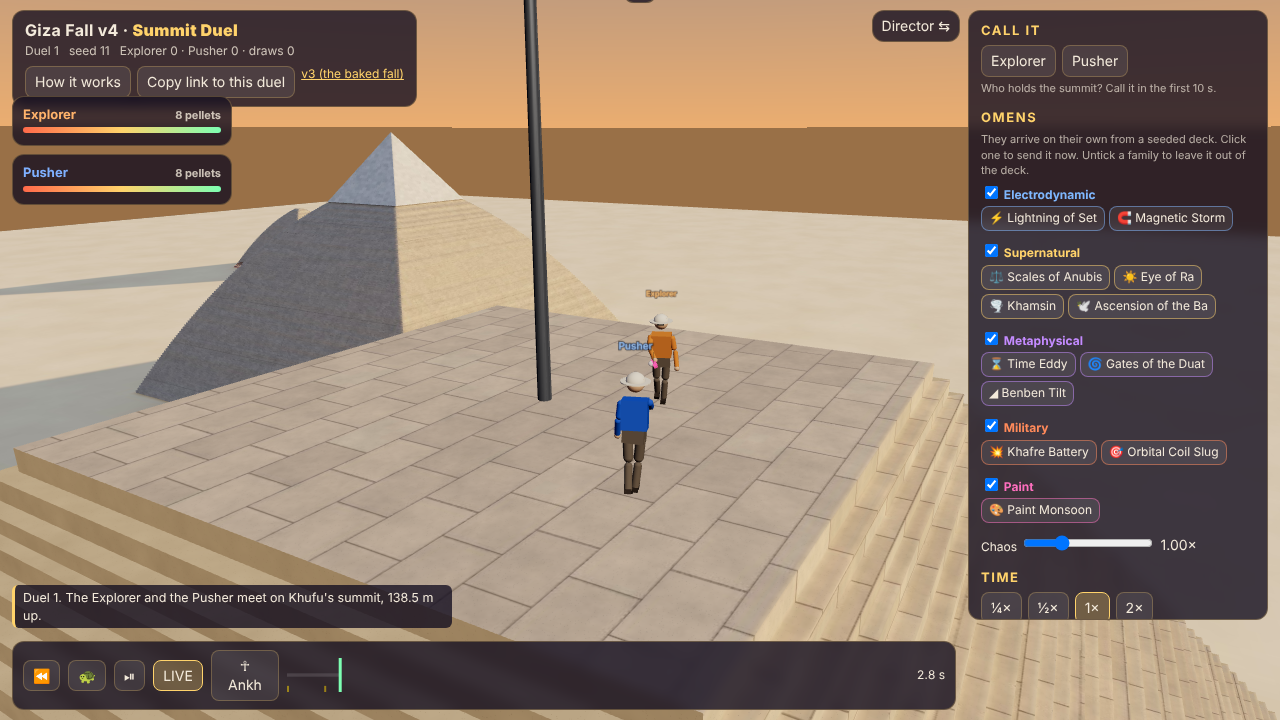 Giza Fall v4 · Summit Duel
Duel 1 seed 11 Explorer 0 · Pusher 0 · draws 0
How it works
Copy link to this duel
v3 (the baked fall)
Explorer
8 pellets
Pusher
8 pellets
Director ⇆
Explorer
Pusher
CALL IT
Explorer
Pusher
Who holds the summit? Call it in the first 10 s.
OMENS
They arrive on their own from a seeded deck. Click
one to send it now. Untick a family to leave it out of
the deck.
Electrodynamic
⚡ Lightning of Set
🧲 Magnetic Storm
Supernatural
⚖️ Scales of Anubis
☀️ Eye of Ra
🌪️ Khamsin
🕊️ Ascension of the Ba
Metaphysical
⌛ Time Eddy
🌀 Gates of the Duat
◢ Benben Tilt
Military
💥 Khafre Battery
🎯 Orbital Coil Slug
Paint
🎨 Paint Monsoon
Chaos
1.00×
TIME
¼×
½×
1×
2×
Duel 1. The Explorer and the Pusher meet on Khufu's summit, 138.5 m
up.
LIVE
☥
Ankh
2.8 s